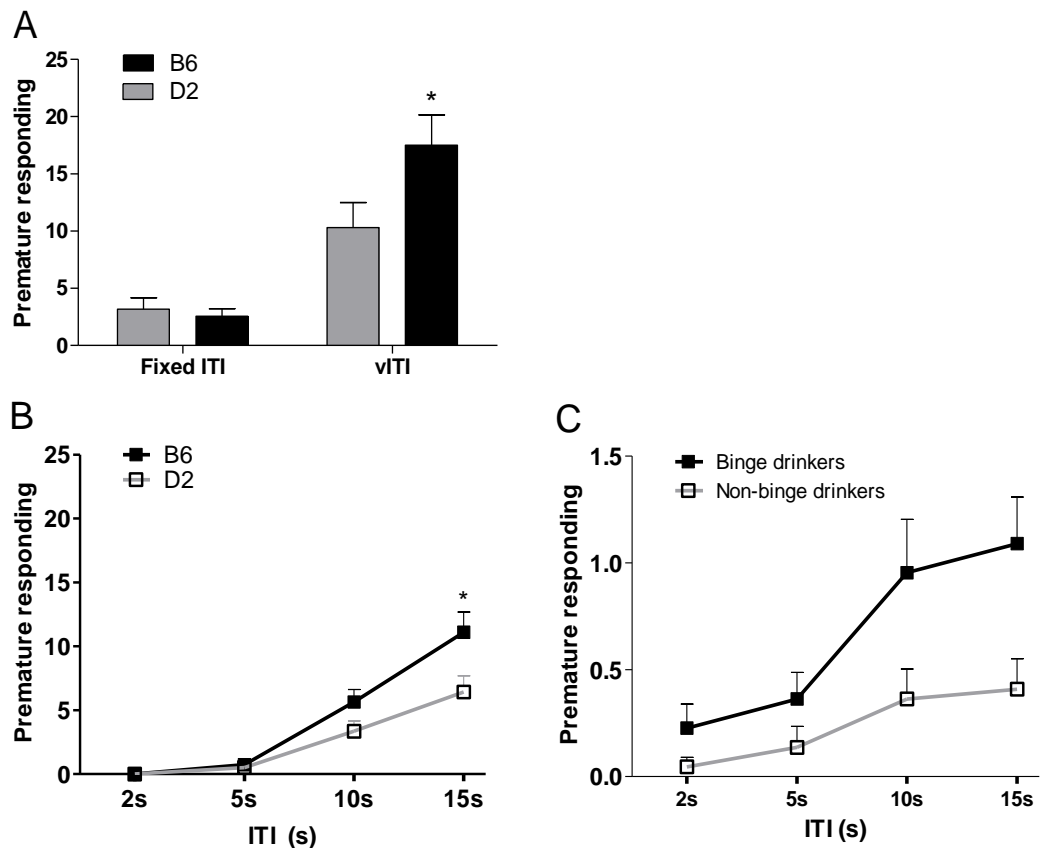 A
Premature responding
25
20
15
10
5
0
B6
D2
*
Fixed ITI
vITI
B
Premature responding
25
20
15
10
5
0
B6
D2
*
2s
5s
10s
15s
ITI (s)
C
Premature responding
1.5
1.0
0.5
0.0
Binge drinkers
Non-binge drinkers
2s
5s
10s
15s
ITI (s)